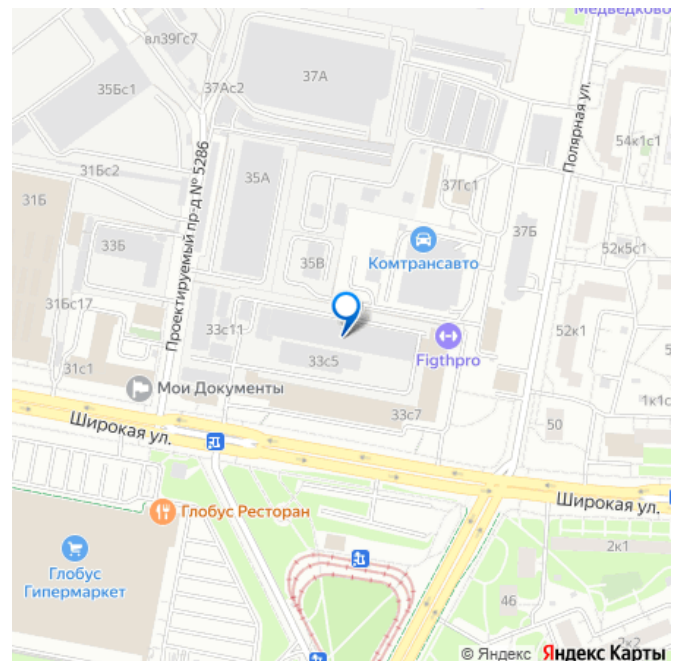 Медведково
вл39Гс7
35Бс1
37Ас2
37А
Полярная ул.
54к1с1
31Бс2
Проектируемый пр-д № 5286
35А
37Гс1
31Б
33Б
35В
Комтрансавто
37Б
52к5с1
31Бс17
33с11
33с5
Figthpro
52к1
5
31с1
Мои Документы
33с7
1к1с
50
Широкая ул.
Широкая ул.
Глобус Ресторан
2к1
Глобус
Гипермаркет
46
2к2
© Яндекс Яндекс Карты